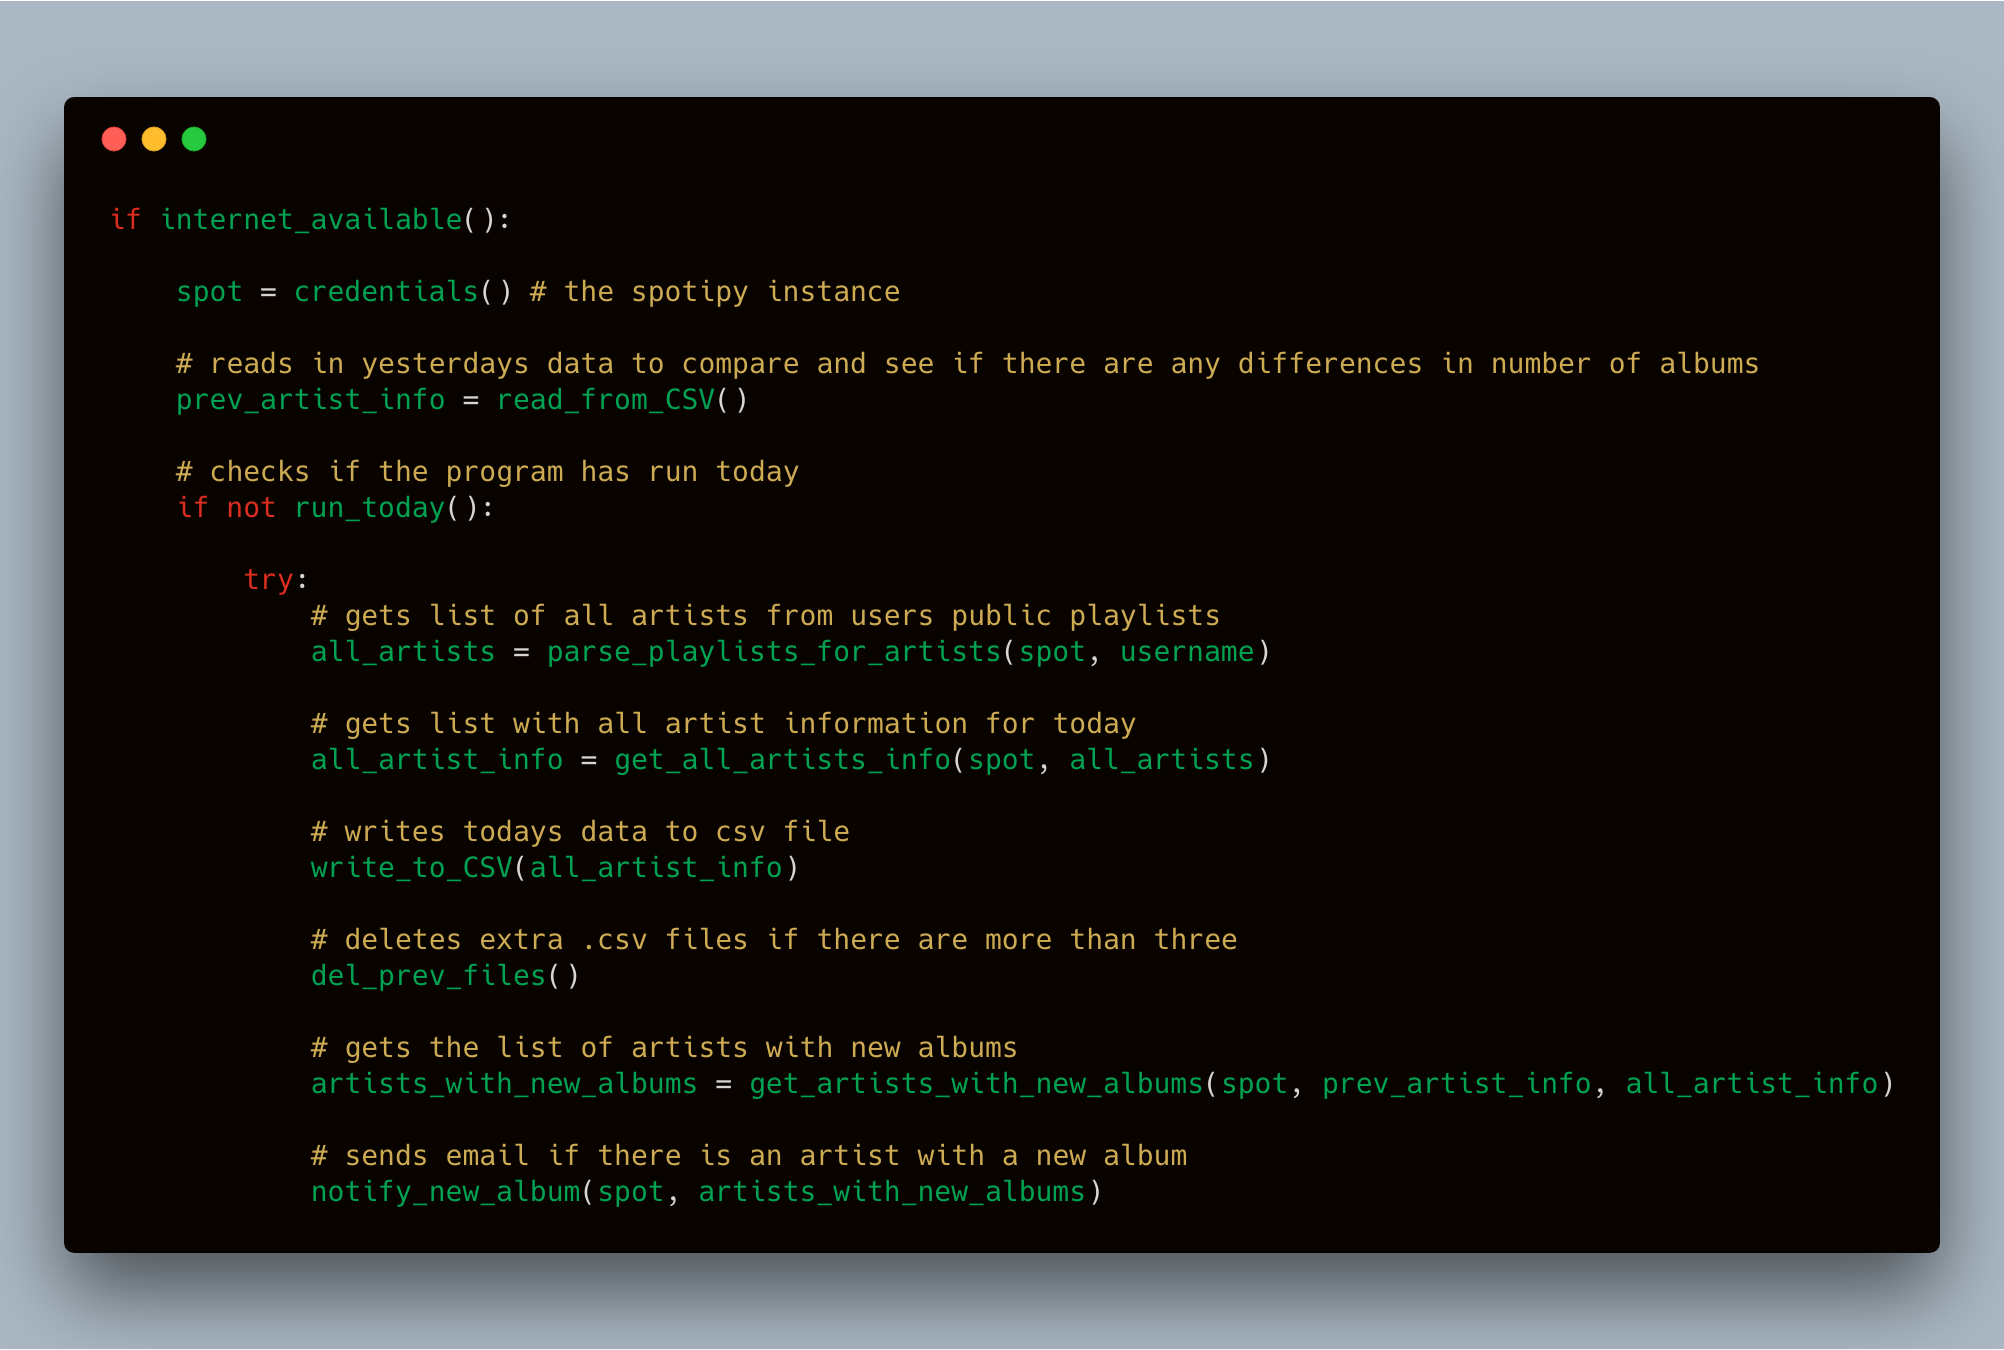 if internet_available():
spot = credentials() # the spotipy instance
# reads in yesterdays data to compare and see if there are any differences in number of albums
prev_artist_info = read_from_CSV()
# checks if the program has run today
if not run_today():
try:
# gets list of all artists from users public playlists
all_artists = parse_playlists_for_artists(spot, username)
# gets list with all artist information for today
all_artist_info = get_all_artists_info(spot, all_artists)
# writes todays data to csv file
write_to_CSV(all_artist_info)
# deletes extra .csv files if there are more than three
del_prev_files()
# gets the list of artists with new albums
artists_with_new_albums = get_artists_with_new_albums(spot, prev_artist_info, all_artist_info)
# sends email if there is an artist with a new album
notify_new_album(spot, artists_with_new_albums)